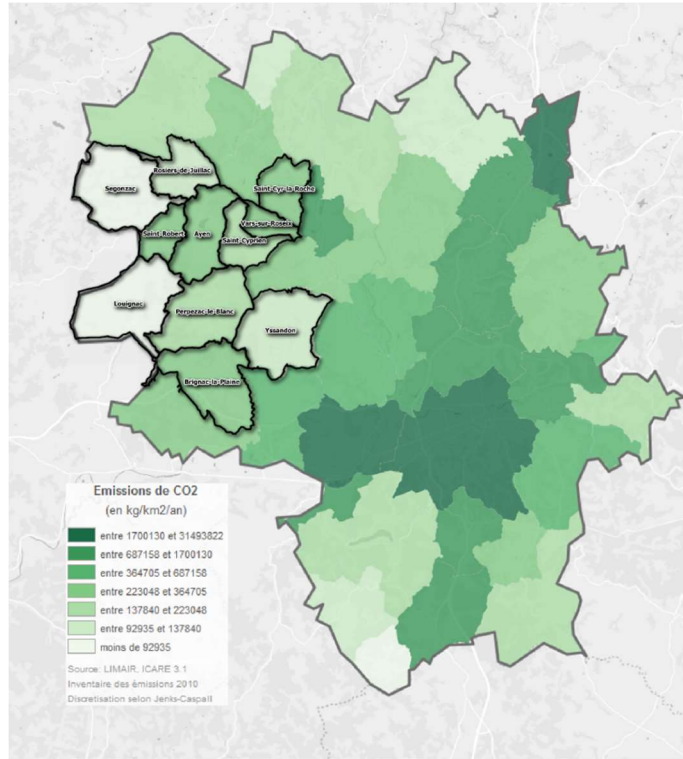 Rosiers-de-Juillac
Segonzac
Saint-Cyr-la-Roche
Vars-sur-Roseix
Saint-Robert
Ayen
Saint-Cyprien
Louignac
Perpezac-le-Blanc
Yssandon
Brignac-la-Plaine
Emissions de CO2
(en kg/km2/an)
entre 1700130 et 31493822
entre 687158 et 1700130
entre 364705 et 687158
entre 223048 et 364705
entre 137840 et 223048
entre 92935 et 137840
moins de 92935
Source: LIMAIR, ICARE 3.1
Inventaire des émissions 2010
Discretisation selon Jenks-Caspall